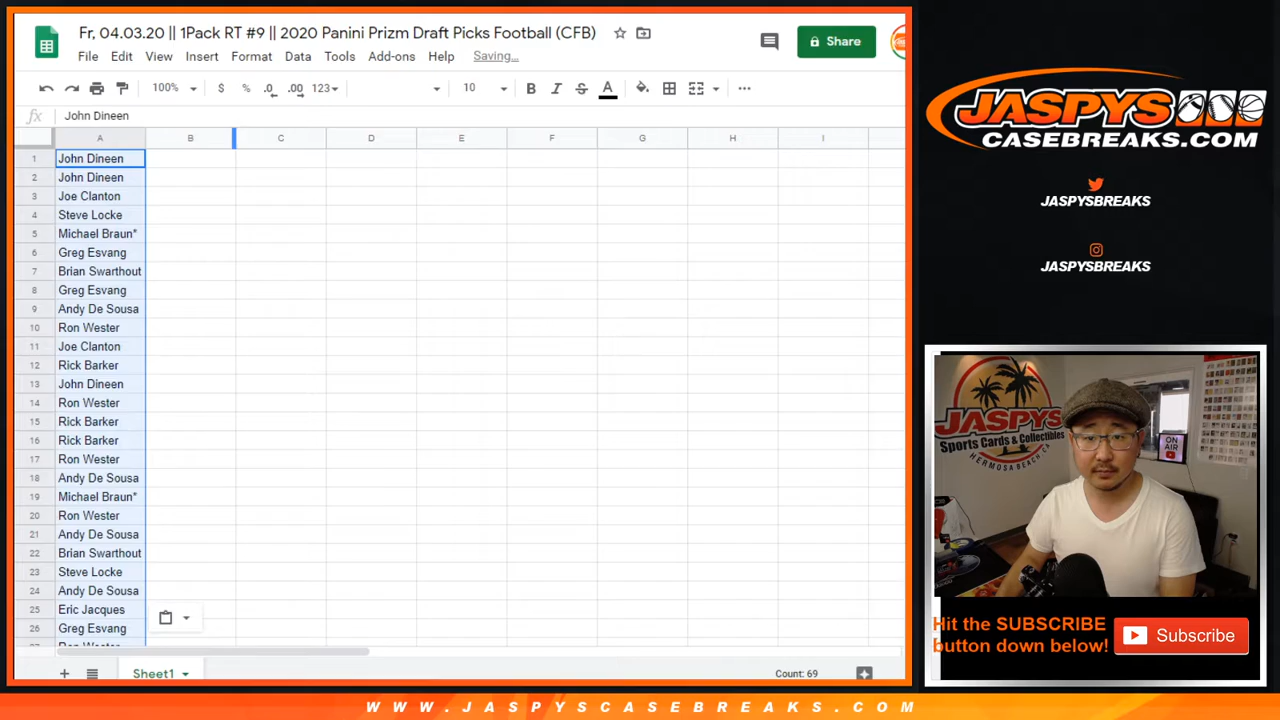 Fr, 04.03.20 || 1Pack RT #9 || 2020 Panini Prizm Draft Picks Football (CFB)
Share
File Edit View Insert Format Data Tools Add-ons Help Saving...
100% $ % .0 .00 123 10 B I S A
fx John Dineen
A B C D E F G H I
1 John Dineen
2 John Dineen
3 Joe Clanton
4 Steve Locke
5 Michael Braun*
6 Greg Esvang
7 Brian Swarthout
8 Greg Esvang
9 Andy De Sousa
10 Ron Wester
11 Joe Clanton
12 Rick Barker
13 John Dineen
14 Ron Wester
15 Rick Barker
16 Rick Barker
17 Ron Wester
18 Andy De Sousa
19 Michael Braun*
20 Ron Wester
21 Andy De Sousa
22 Brian Swarthout
23 Steve Locke
24 Andy De Sousa
25 Eric Jacques
26 Greg Esvang
27 Ron Wester
Sheet1
Count: 69
JASPYS
CASEBREAKS.COM
JASPYSBREAKS
JASPYSBREAKS
JASPYS
Sports Cards & Collectibles
HERMOSA BEACH CA
ON
AIR
Hit the SUBSCRIBE
button down below!
Subscribe
WWW.JASPYSCASEBREAKS.COM